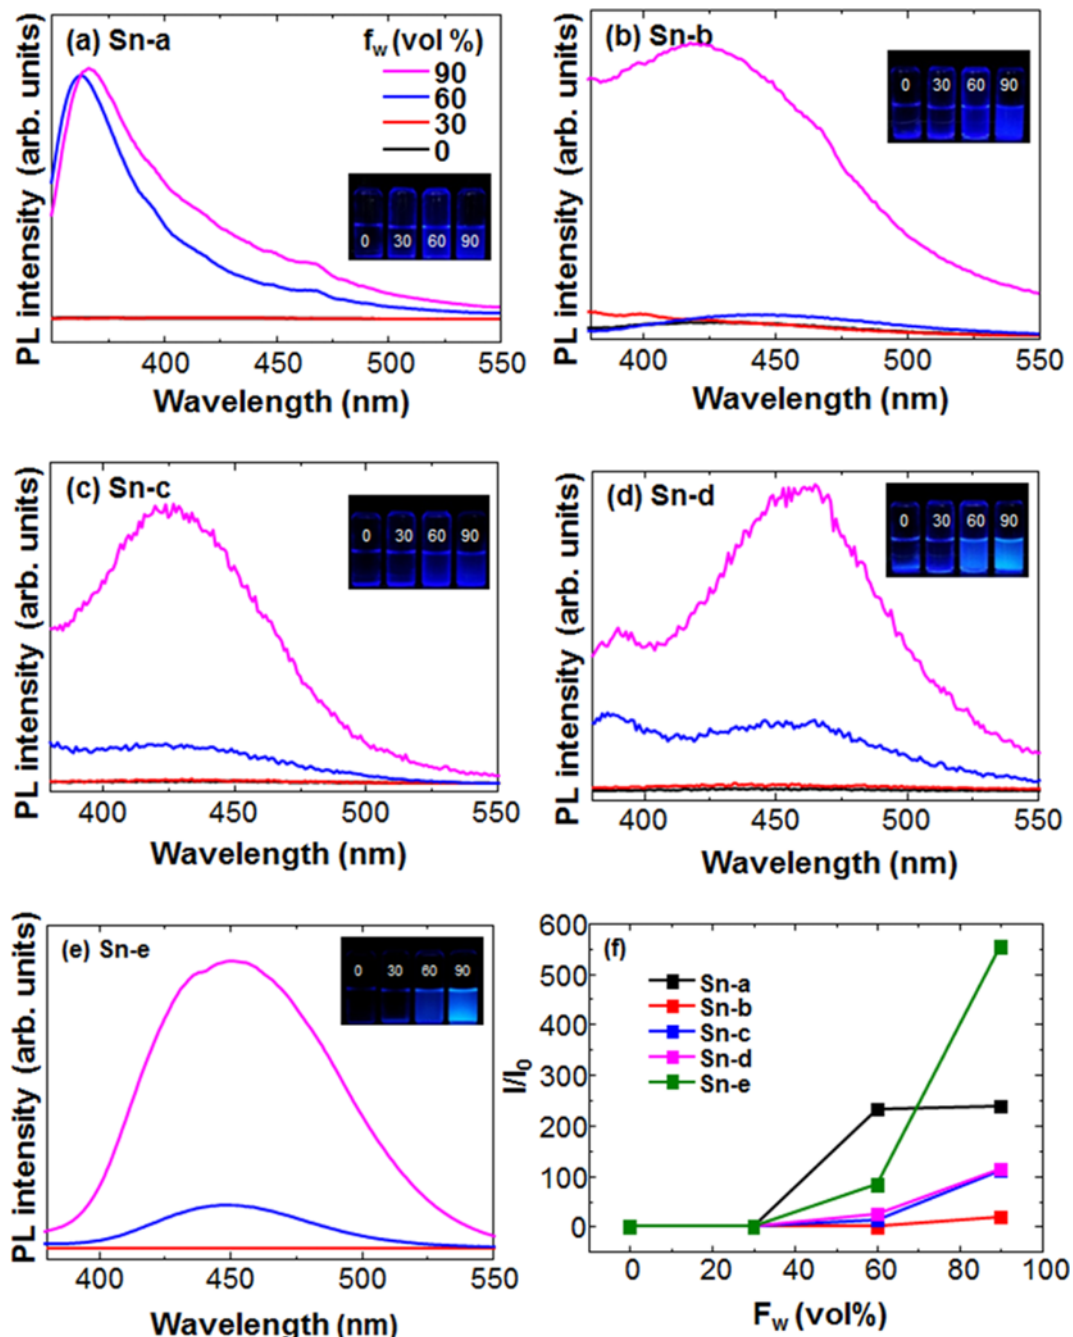 (a) Sn-a
fw (vol %)
90
60
30
0
0 30 60 90
PL intensity (arb. units)
400 450 500 550
Wavelength (nm)
(b) Sn-b
0 30 60 90
PL intensity (arb. units)
400 450 500 550
Wavelength (nm)
(c) Sn-c
0 30 60 90
PL intensity (arb. units)
400 450 500 550
Wavelength (nm)
(d) Sn-d
0 30 60 90
PL intensity (arb. units)
400 450 500 550
Wavelength (nm)
(e) Sn-e
0 30 60 90
PL intensity (arb. units)
400 450 500 550
Wavelength (nm)
(f)
Sn-a
Sn-b
Sn-c
Sn-d
Sn-e
I/I0
600
500
400
300
200
100
0
0 20 40 60 80 100
Fw (vol%)